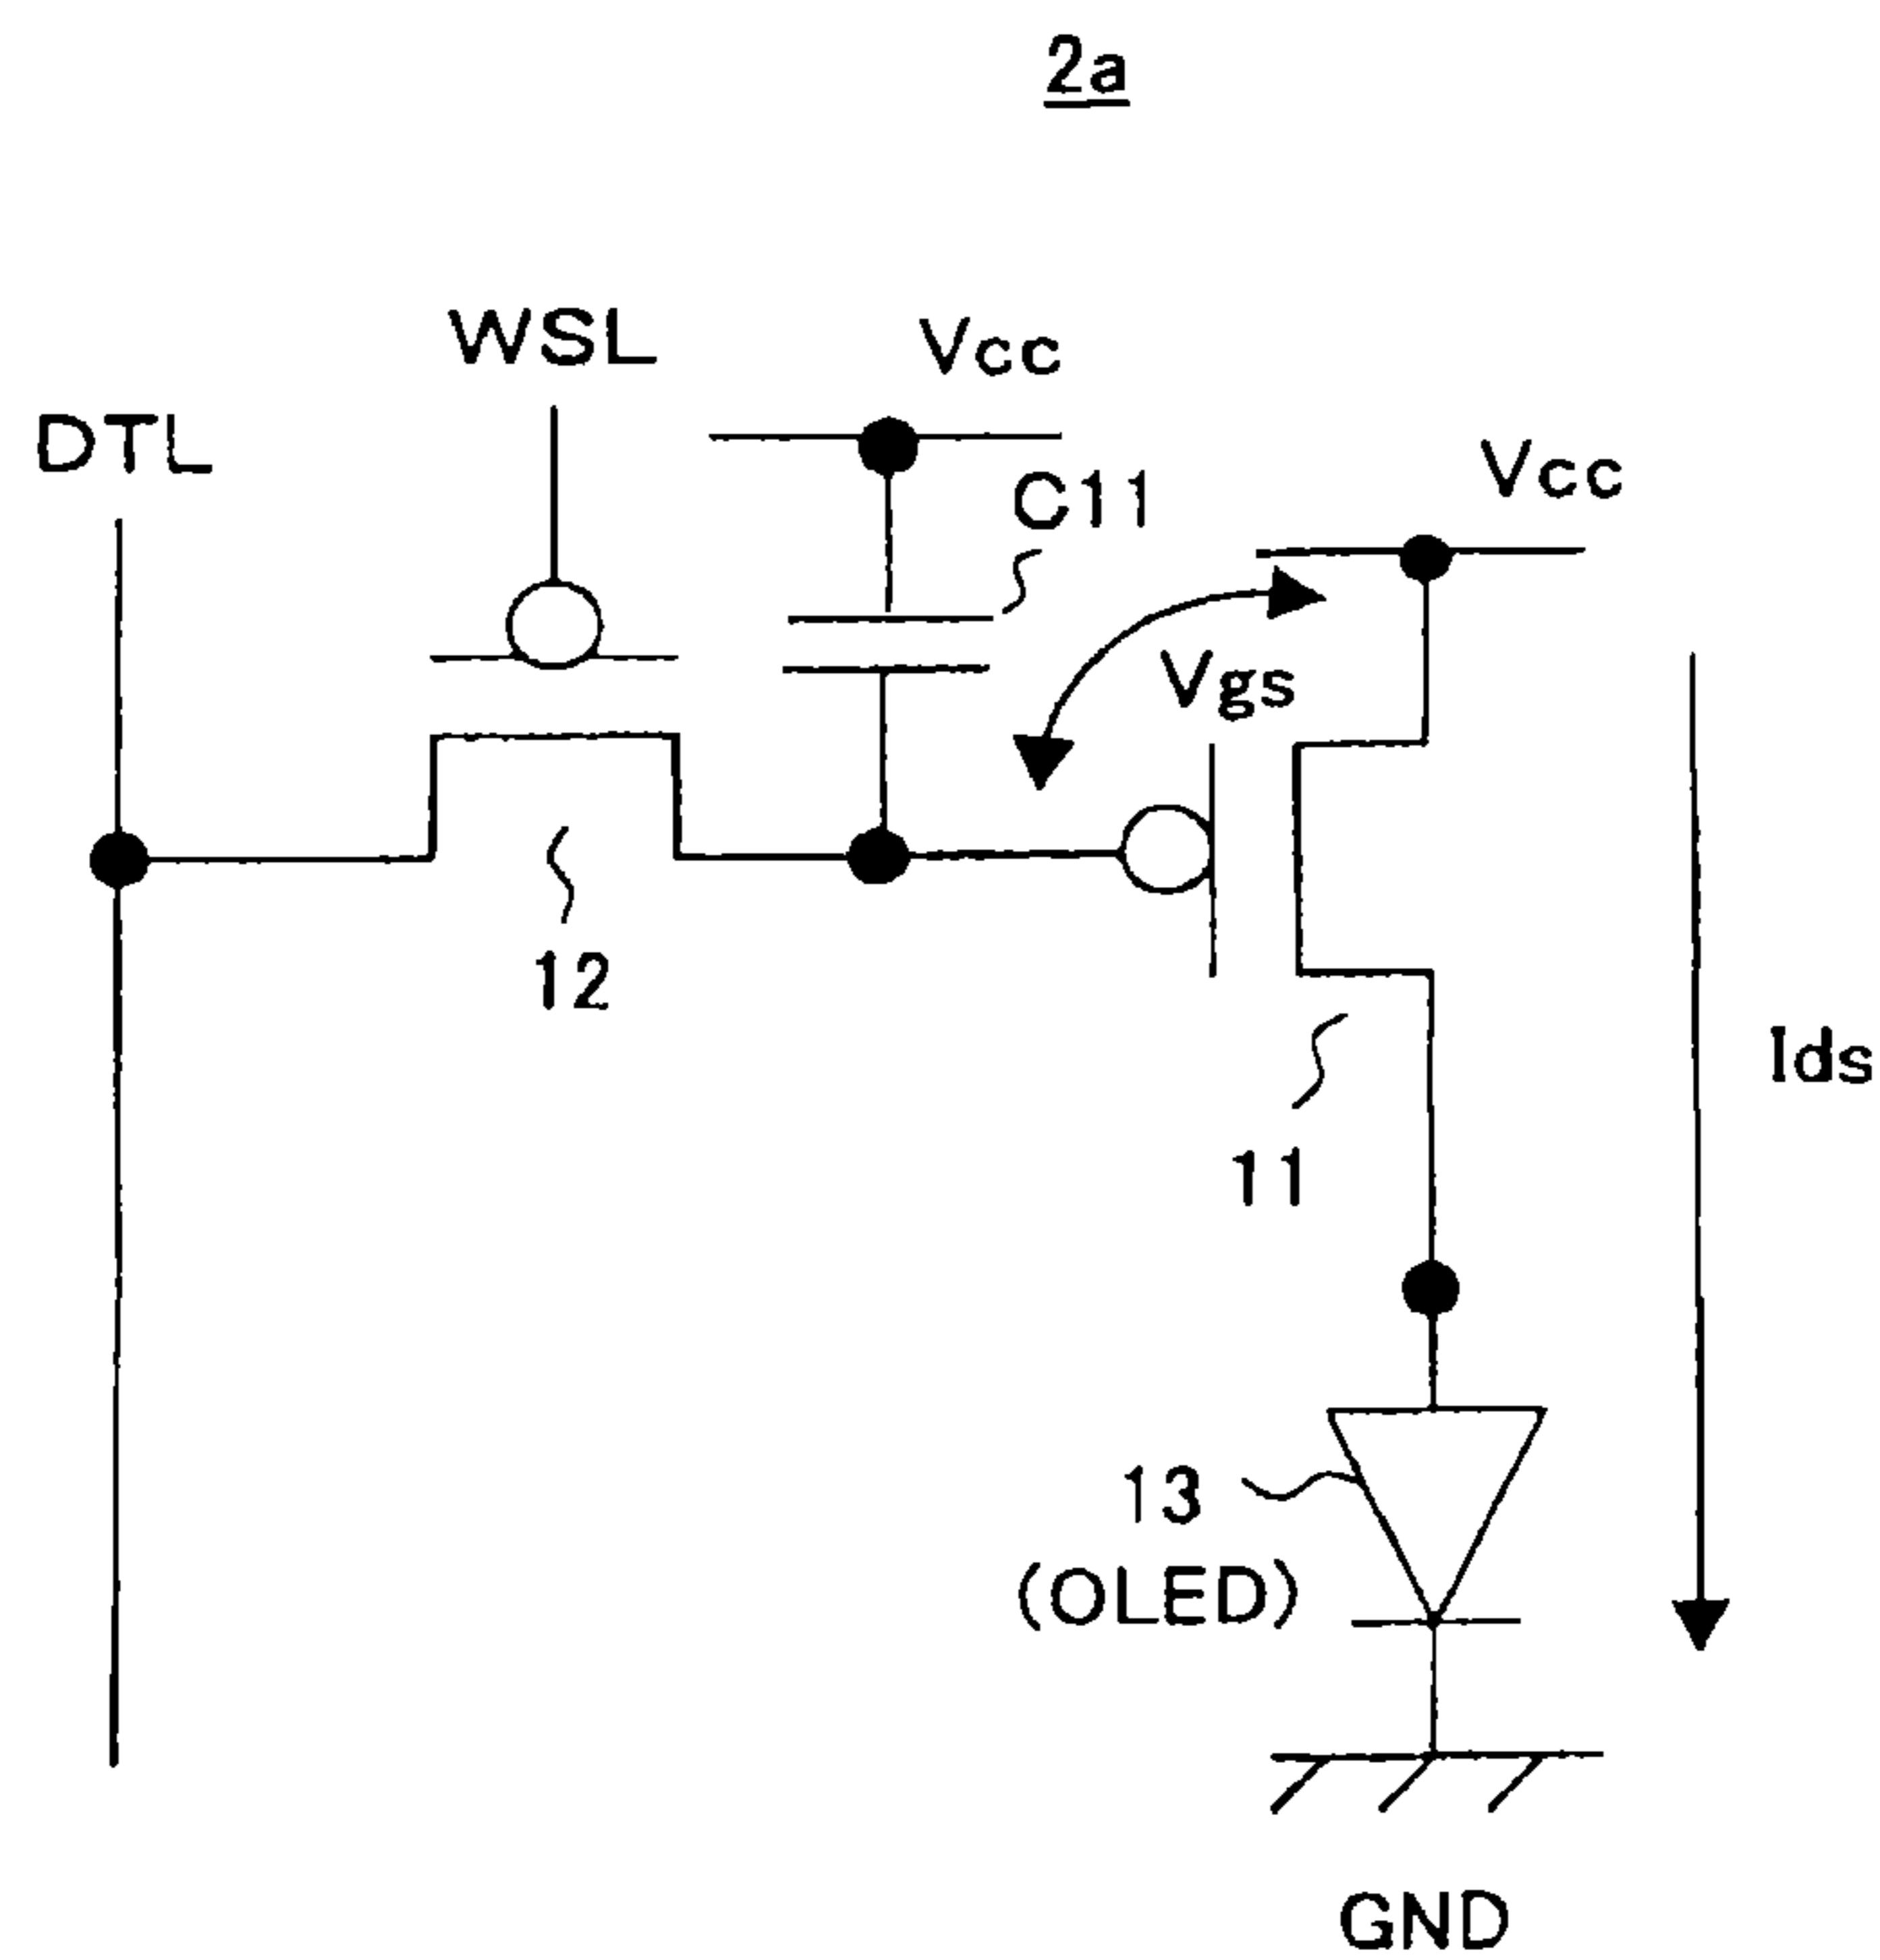 2a
WSL
Vcc
DTL
C11
Vcc
Vgs
12
Ids
11
13
(OLED)
GND